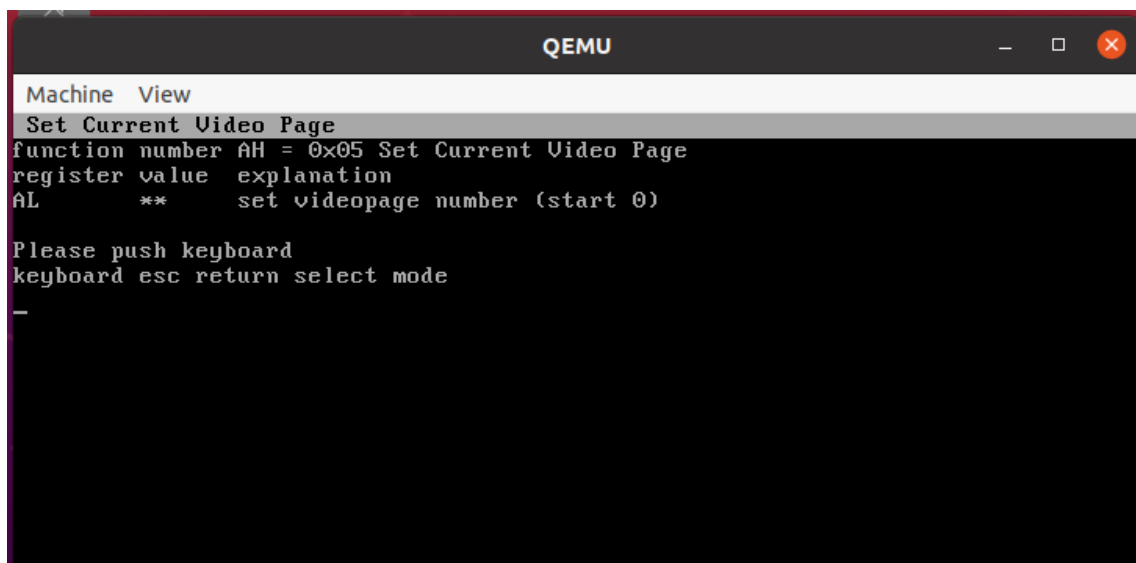 QEMU
Machine View
Set Current Video Page
function number AH = 0x05 Set Current Video Page
register value explanation
AL ** set videopage number (start 0)
Please push keyboard
keyboard esc return select mode